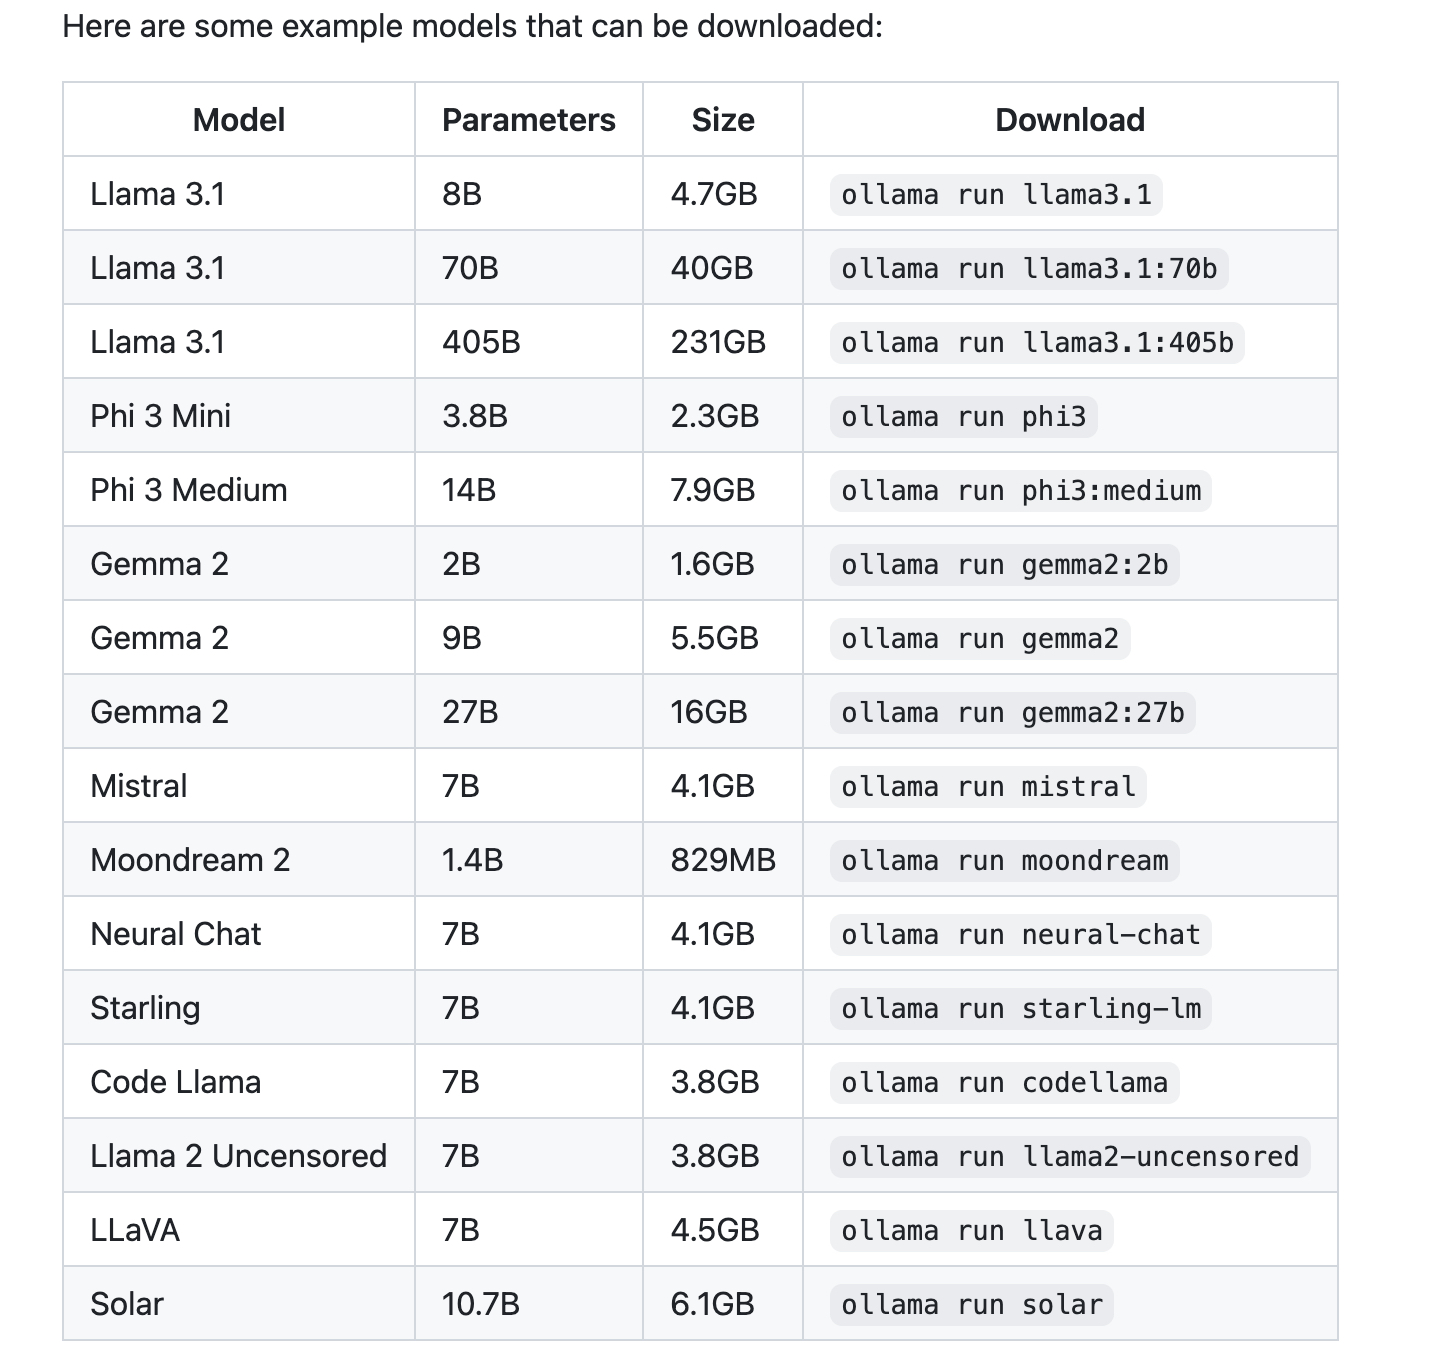 Here are some example models that can be downloaded:
Model Parameters Size Download
Llama 3.1 8B 4.7GB ollama run llama3.1
Llama 3.1 70B 40GB ollama run llama3.1:70b
Llama 3.1 405B 231GB ollama run llama3.1:405b
Phi 3 Mini 3.8B 2.3GB ollama run phi3
Phi 3 Medium 14B 7.9GB ollama run phi3:medium
Gemma 2 2B 1.6GB ollama run gemma2:2b
Gemma 2 9B 5.5GB ollama run gemma2
Gemma 2 27B 16GB ollama run gemma2:27b
Mistral 7B 4.1GB ollama run mistral
Moondream 2 1.4B 829MB ollama run moondream
Neural Chat 7B 4.1GB ollama run neural-chat
Starling 7B 4.1GB ollama run starling-lm
Code Llama 7B 3.8GB ollama run codellama
Llama 2 Uncensored 7B 3.8GB ollama run llama2-uncensored
LLaVA 7B 4.5GB ollama run llava
Solar 10.7B 6.1GB ollama run solar